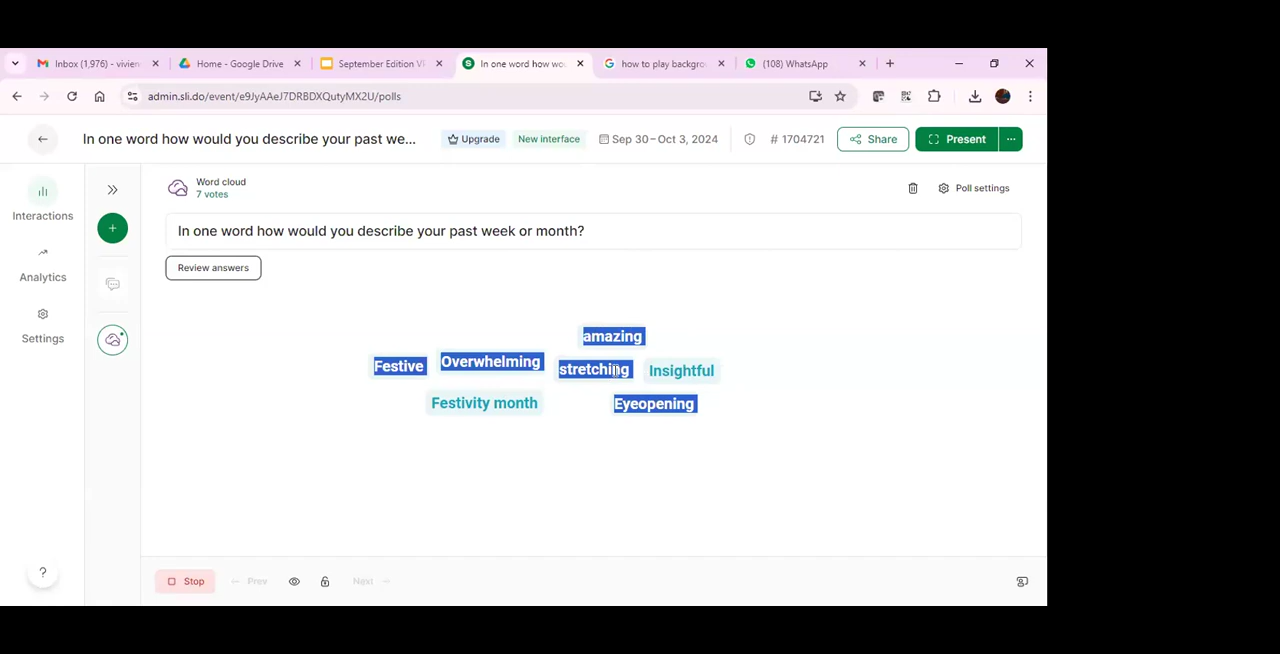 Inbox (1,976) - vivien
Home - Google Drive
September Edition VI
In one word how wo
how to play backgro
(108) WhatsApp
admin.sli.do/event/e9JyAAeJ7DRBDXQutyMX2U/polls
In one word how would you describe your past we...
Upgrade
New interface
Sep 30 – Oct 3, 2024
# 1704721
Share
Present
Interactions
Analytics
Settings
Word cloud
7 votes
Poll settings
In one word how would you describe your past week or month?
Review answers
amazing
Festive
Overwhelming
stretching
Insightful
Festivity month
Eyeopening
?
Stop
Prev
Next